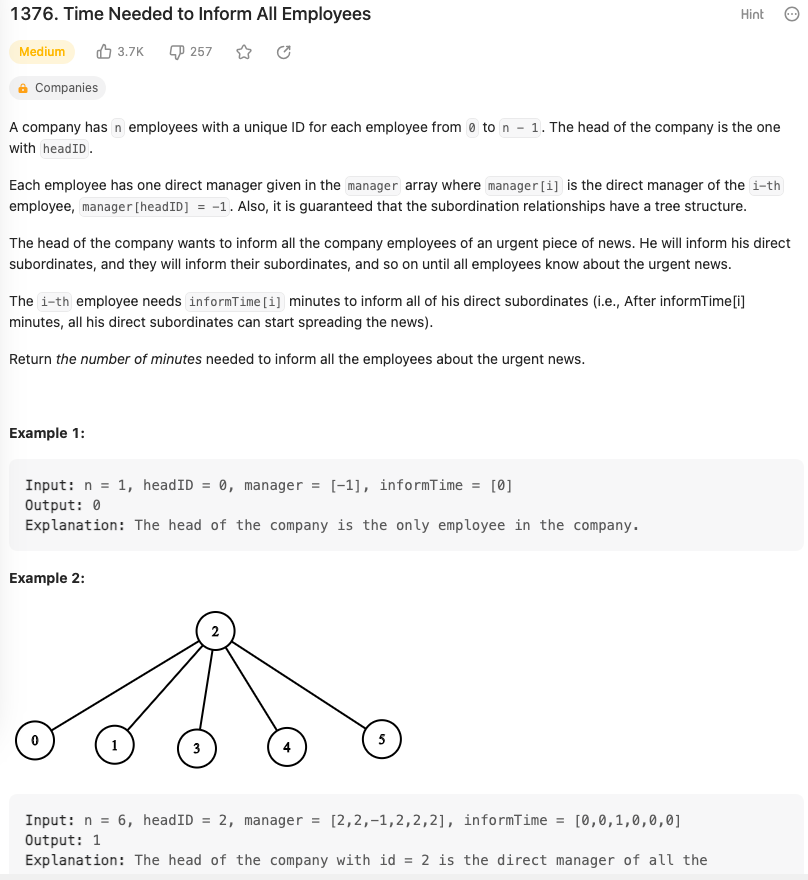 1376. Time Needed to Inform All Employees Hint
Medium 3.7K 257
Companies
A company has n employees with a unique ID for each employee from 0 to n - 1. The head of the company is the one
with headID.
Each employee has one direct manager given in the manager array where manager[i] is the direct manager of the i-th
employee, manager[headID] = -1. Also, it is guaranteed that the subordination relationships have a tree structure.
The head of the company wants to inform all the company employees of an urgent piece of news. He will inform his direct
subordinates, and they will inform their subordinates, and so on until all employees know about the urgent news.
The i-th employee needs informTime[i] minutes to inform all of his direct subordinates (i.e., After informTime[i]
minutes, all his direct subordinates can start spreading the news).
Return the number of minutes needed to inform all the employees about the urgent news.
Example 1:
Input: n = 1, headID = 0, manager = [-1], informTime = [0]
Output: 0
Explanation: The head of the company is the only employee in the company.
Example 2:
2
0 1 3 4 5
Input: n = 6, headID = 2, manager = [2,2,-1,2,2,2], informTime = [0,0,1,0,0,0]
Output: 1
Explanation: The head of the company with id = 2 is the direct manager of all the